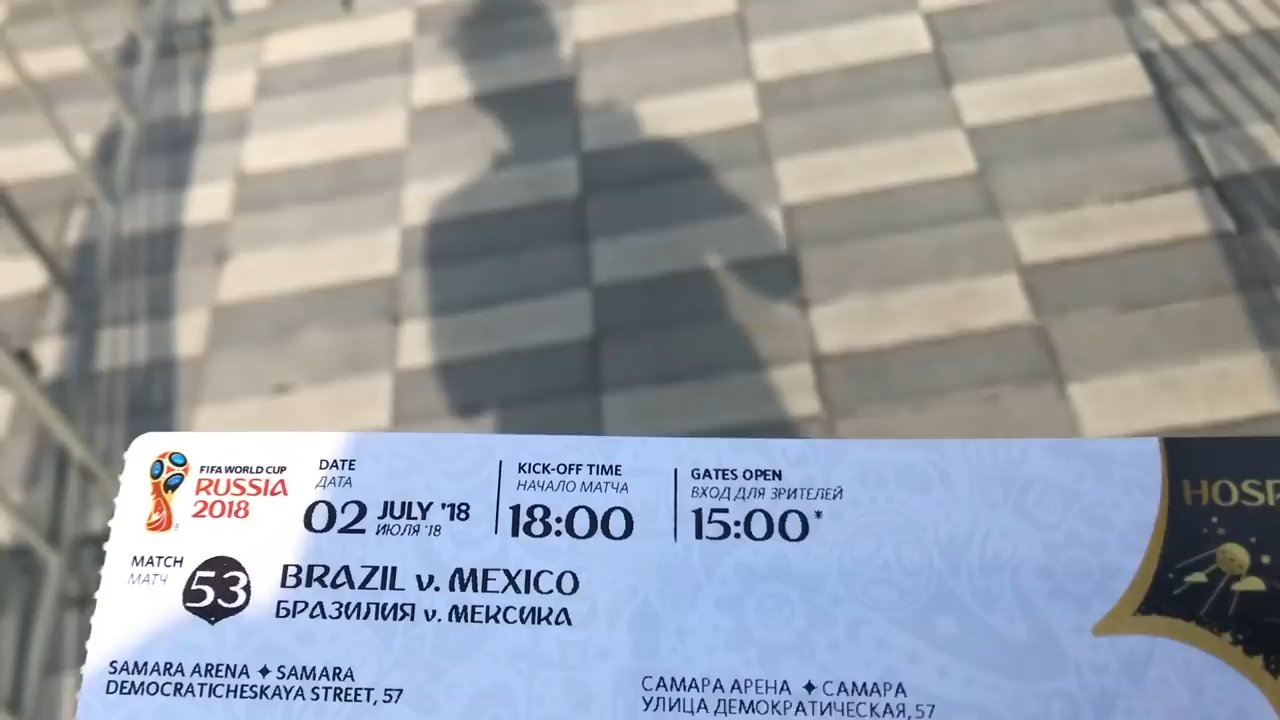 FIFA WORLD CUP
RUSSIA
2018
DATE
ДАТА
02 JULY '18
ИЮЛЯ '18
KICK-OFF TIME
НАЧАЛО МАТЧА
18:00
GATES OPEN
ВХОД ДЛЯ ЗРИТЕЛЕЙ
15:00*
MATCH
МАТЧ
53
BRAZIL v. MEXICO
БРАЗИЛИЯ v. МЕКСИКА
SAMARA ARENA ✦ SAMARA
DEMOCRATICHESKAYA STREET, 57
САМАРА АРЕНА ✦ САМАРА
УЛИЦА ДЕМОКРАТИЧЕСКАЯ, 57